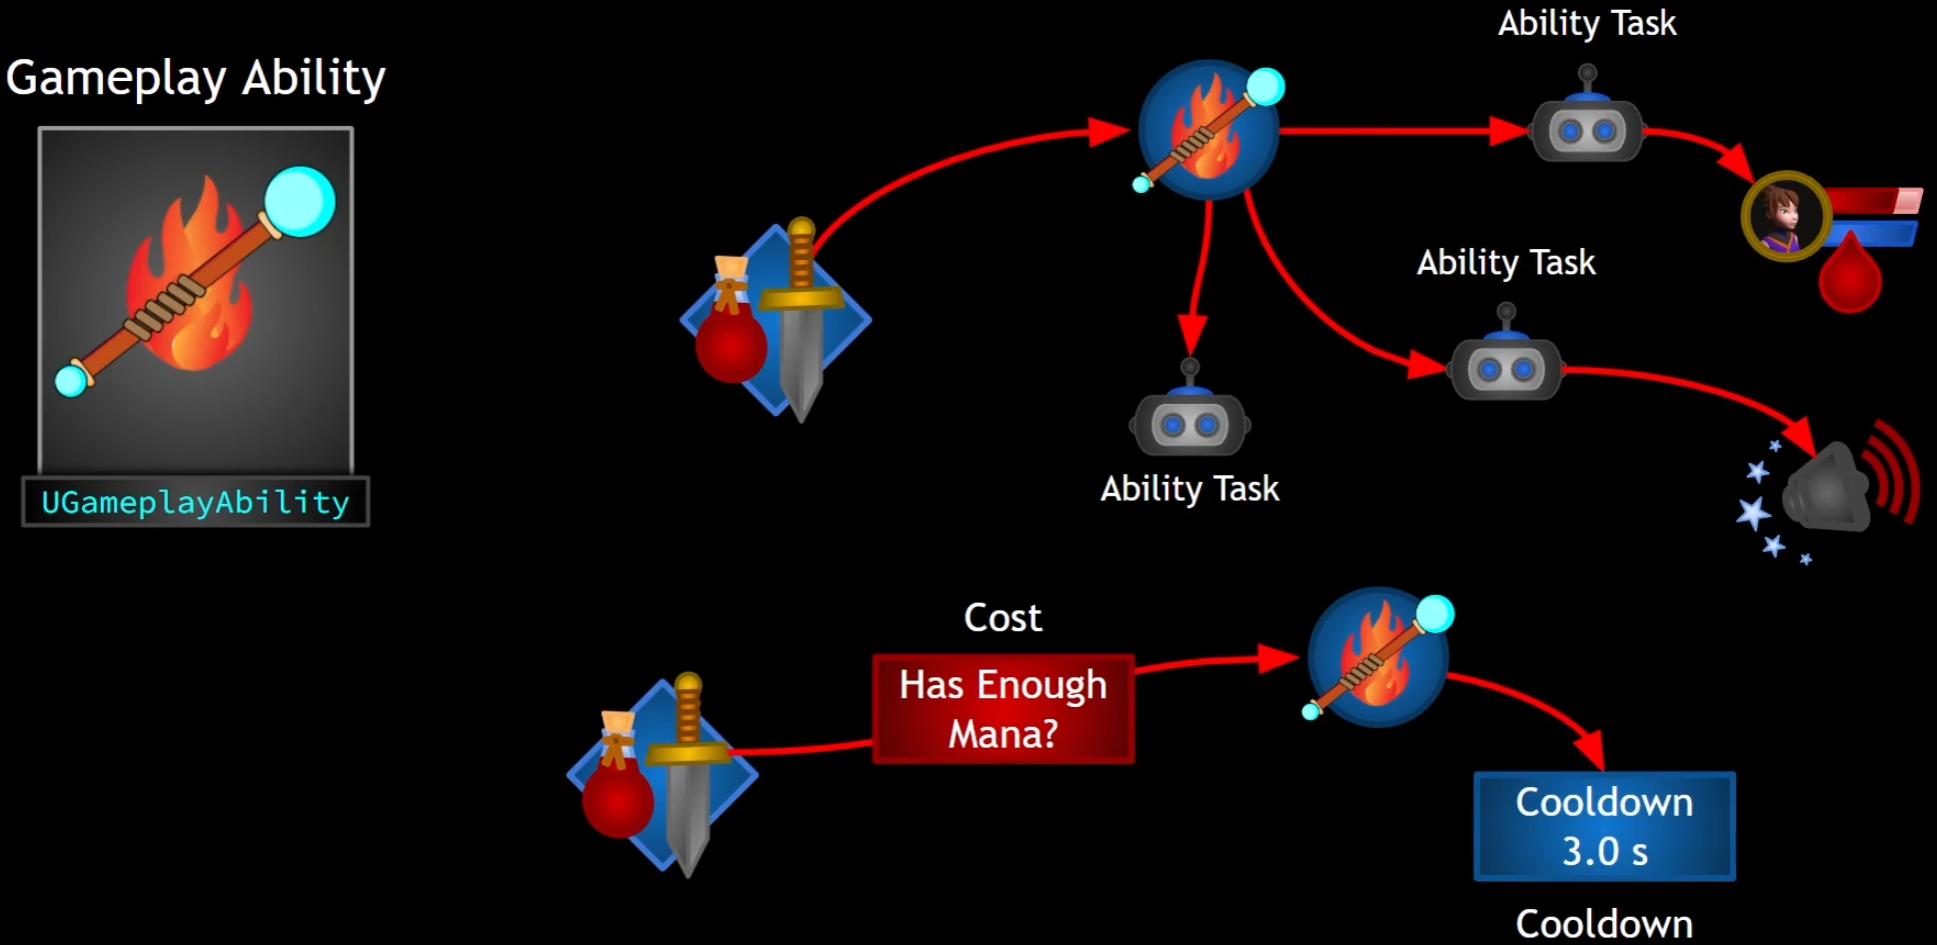 Gameplay Ability
UGameplayAbility
Ability Task
Ability Task
Ability Task
Cost
Has Enough
Mana?
Cooldown
3.0 s
Cooldown